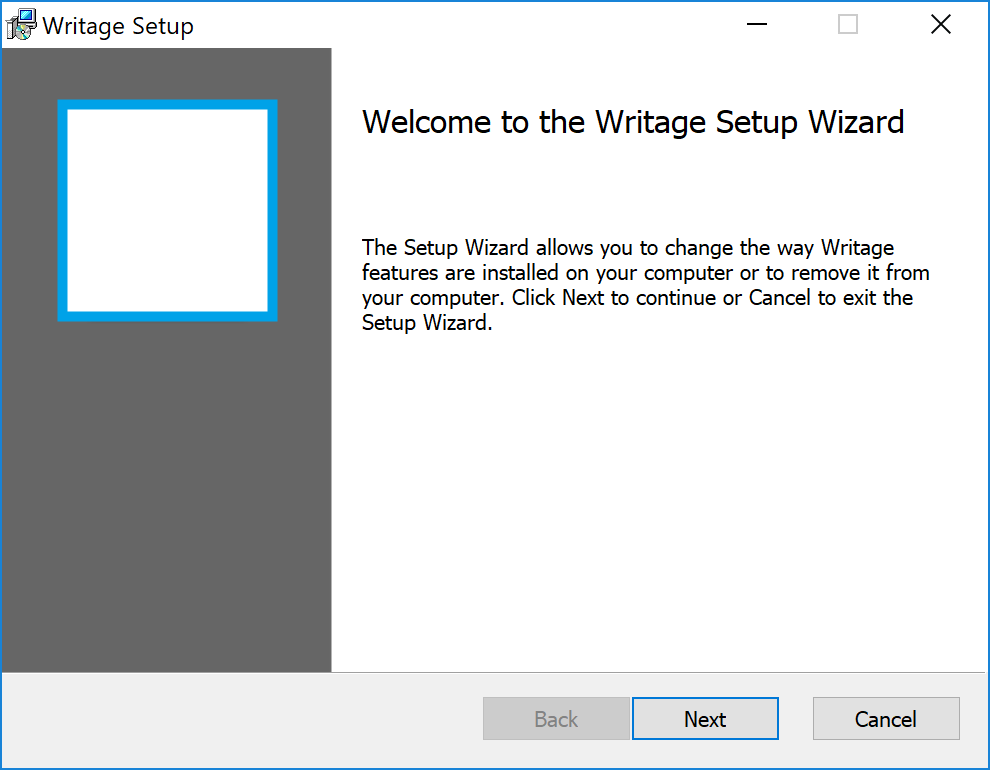 Writage Setup
Welcome to the Writage Setup Wizard
The Setup Wizard allows you to change the way Writage
features are installed on your computer or to remove it from
your computer. Click Next to continue or Cancel to exit the
Setup Wizard.
Back
Next
Cancel